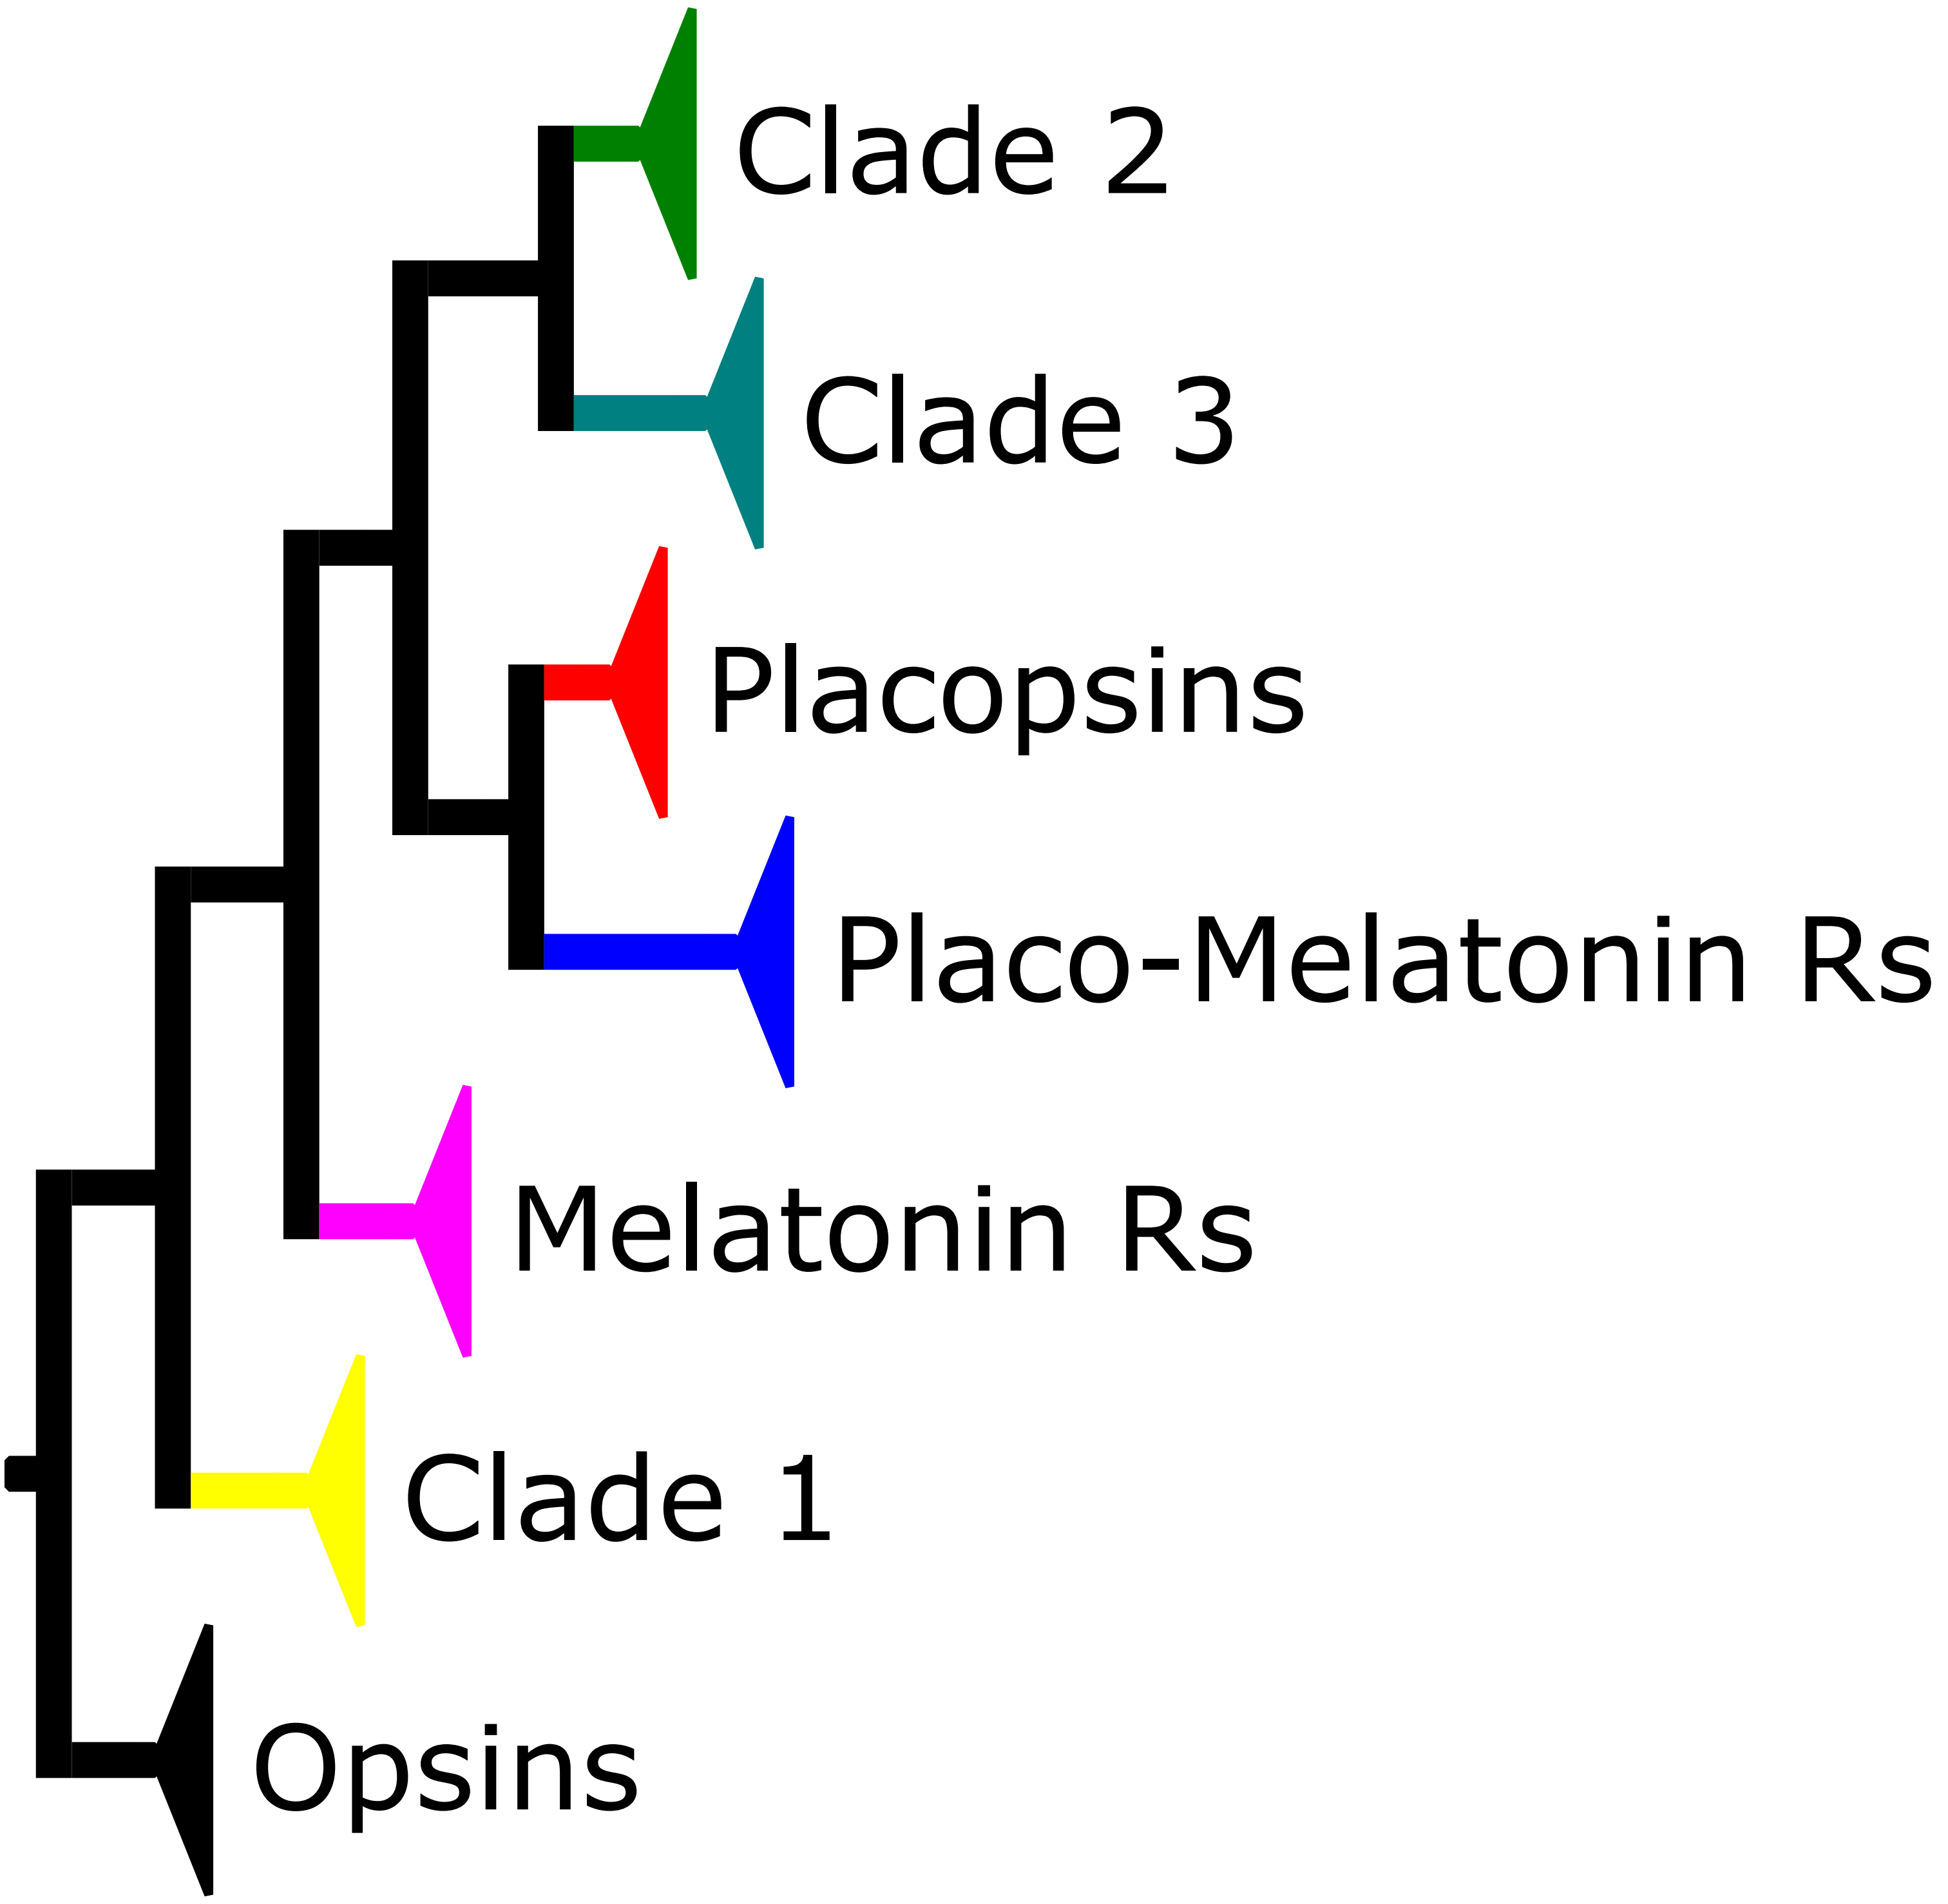 Clade 2
Clade 3
Placopsins
Placo-Melatonin Rs
Melatonin Rs
Clade 1
Opsins